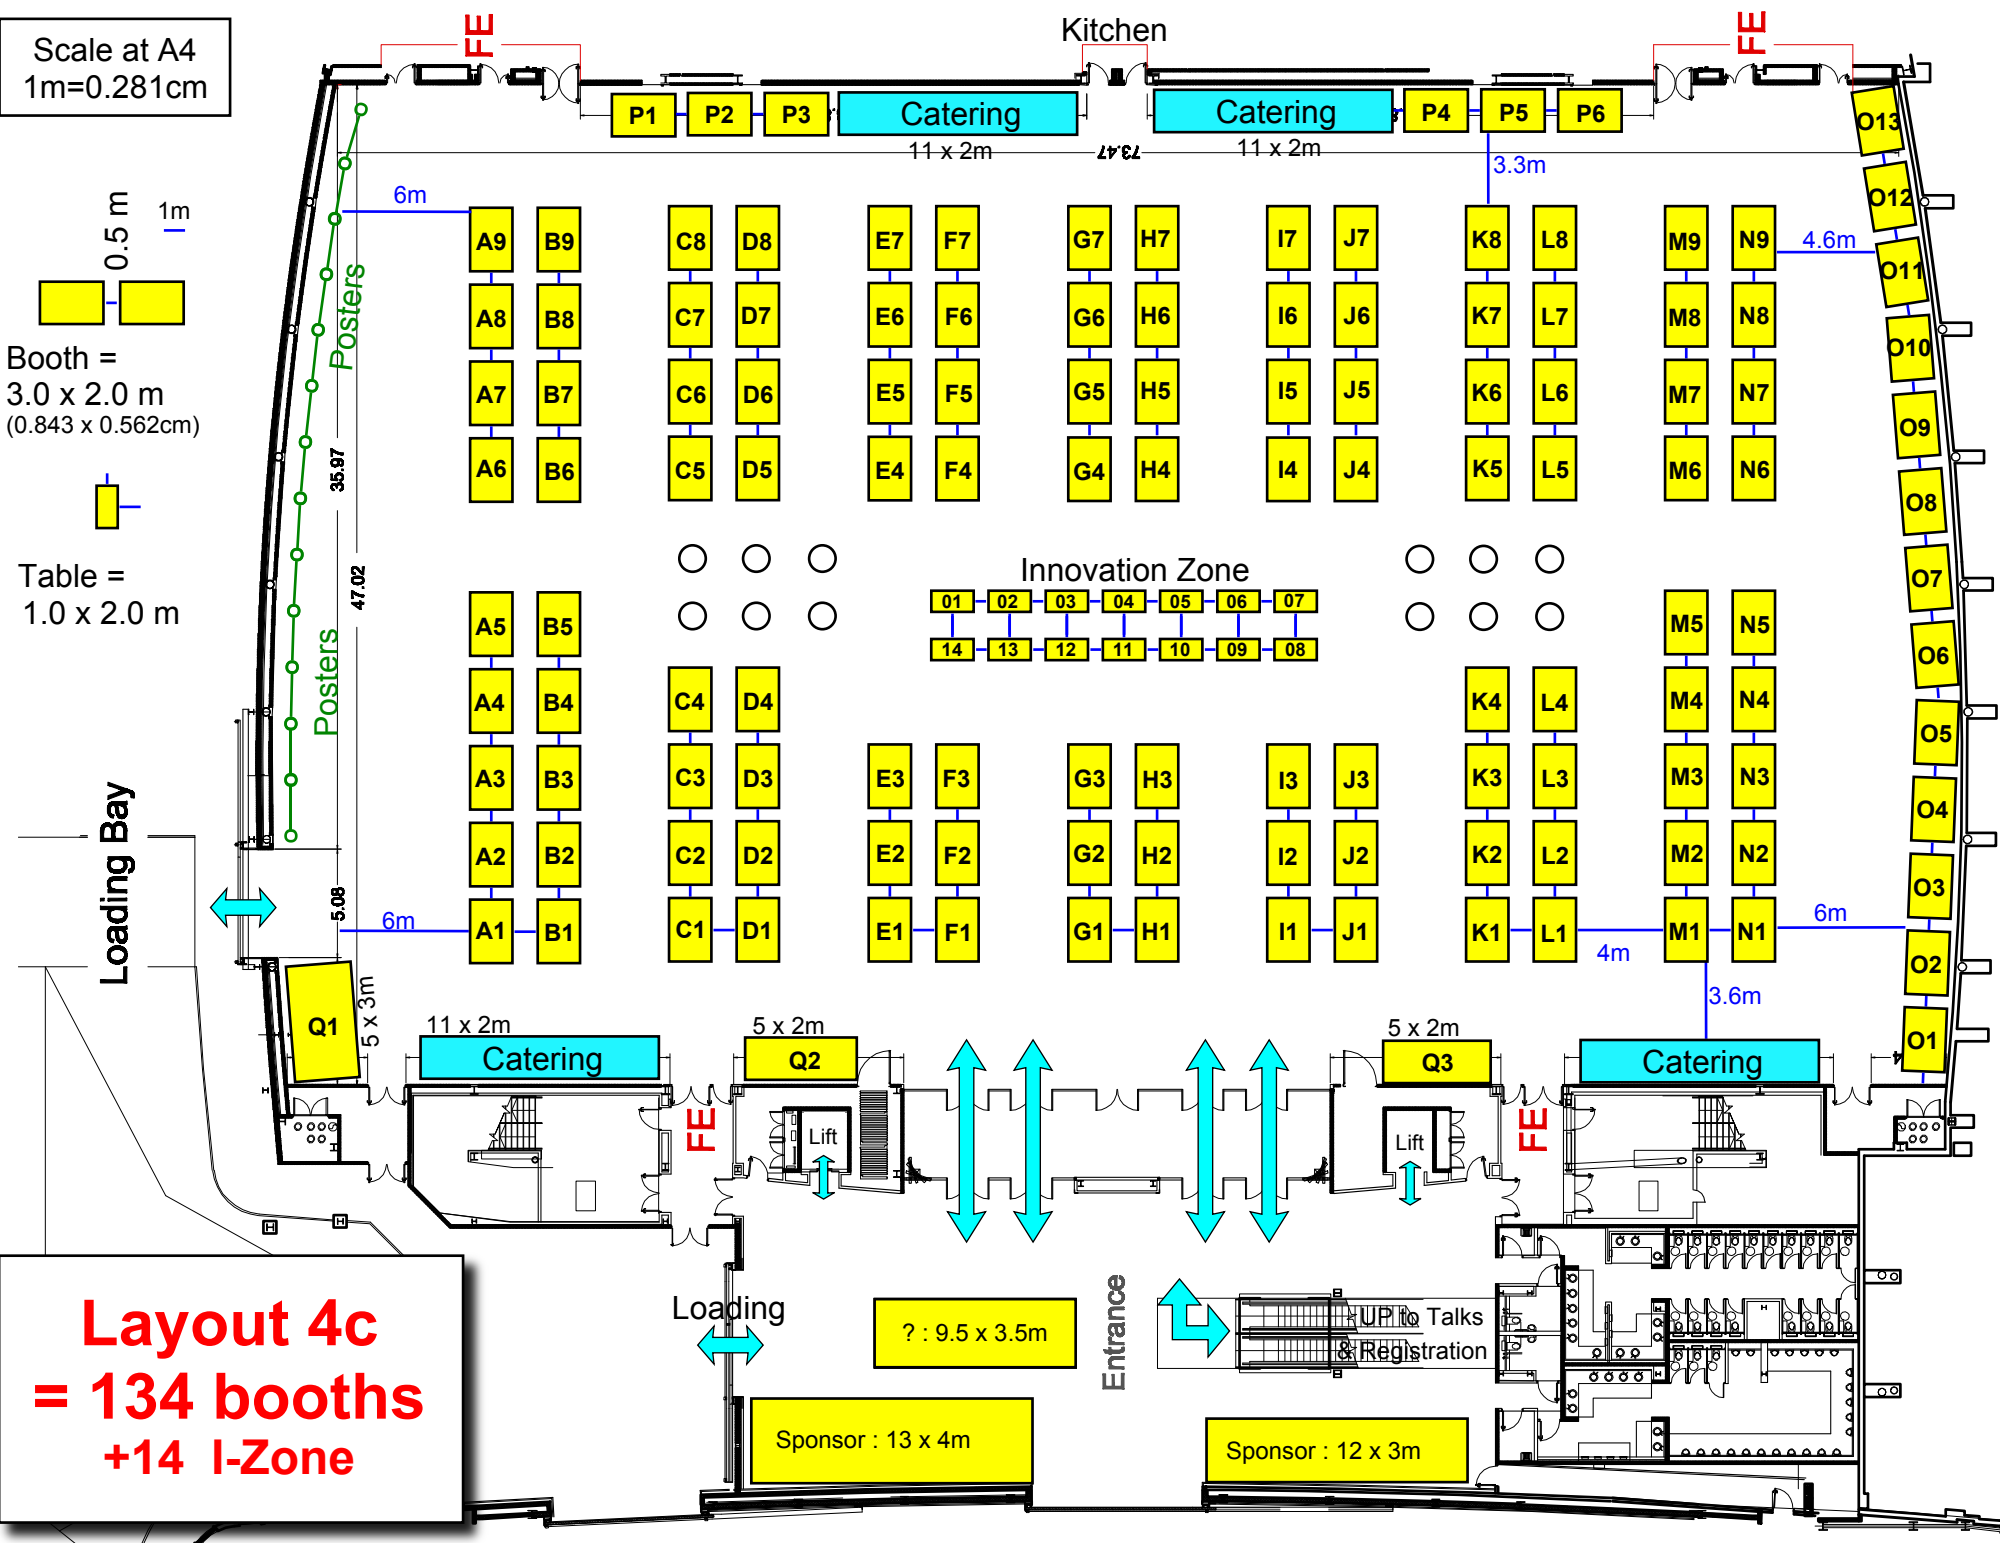 Scale at A4
1m=0.281cm
FE
Kitchen
FE
P1 P2 P3 Catering Catering P4 P5 P6 O13
11 x 2m 73.47 11 x 2m 3.3m
0.5 m 1m
6m
O12
A9 B9 C8 D8 E7 F7 G7 H7 I7 J7 K8 L8 M9 N9 4.6m
O11
Posters
A8 B8 C7 D7 E6 F6 G6 H6 I6 J6 K7 L7 M8 N8
O10
Booth =
3.0 x 2.0 m
(0.843 x 0.562cm)
A7 B7 C6 D6 E5 F5 G5 H5 I5 J5 K6 L6 M7 N7
O9
35.97
A6 B6 C5 D5 E4 F4 G4 H4 I4 J4 K5 L5 M6 N6
O8
47.02
Table =
1.0 x 2.0 m
Innovation Zone
O7
01 02 03 04 05 06 07
A5 B5 M5 N5
14 13 12 11 10 09 08
O6
Posters
A4 B4 C4 D4 K4 L4 M4 N4
O5
A3 B3 C3 D3 E3 F3 G3 H3 I3 J3 K3 L3 M3 N3
O4
Loading Bay
A2 B2 C2 D2 E2 F2 G2 H2 I2 J2 K2 L2 M2 N2
O3
5.08
6m A1 B1 C1 D1 E1 F1 G1 H1 I1 J1 K1 L1 4m M1 N1 6m
O2
3.6m
Q1 5 x 3m
11 x 2m 5 x 2m 5 x 2m
Catering Q2 Q3 Catering O1
4
FE
Lift
Lift
FE
Loading
? : 9.5 x 3.5m
Entrance
UP to Talks
& Registration
Layout 4c
= 134 booths
+14 I-Zone
Sponsor : 13 x 4m
Sponsor : 12 x 3m